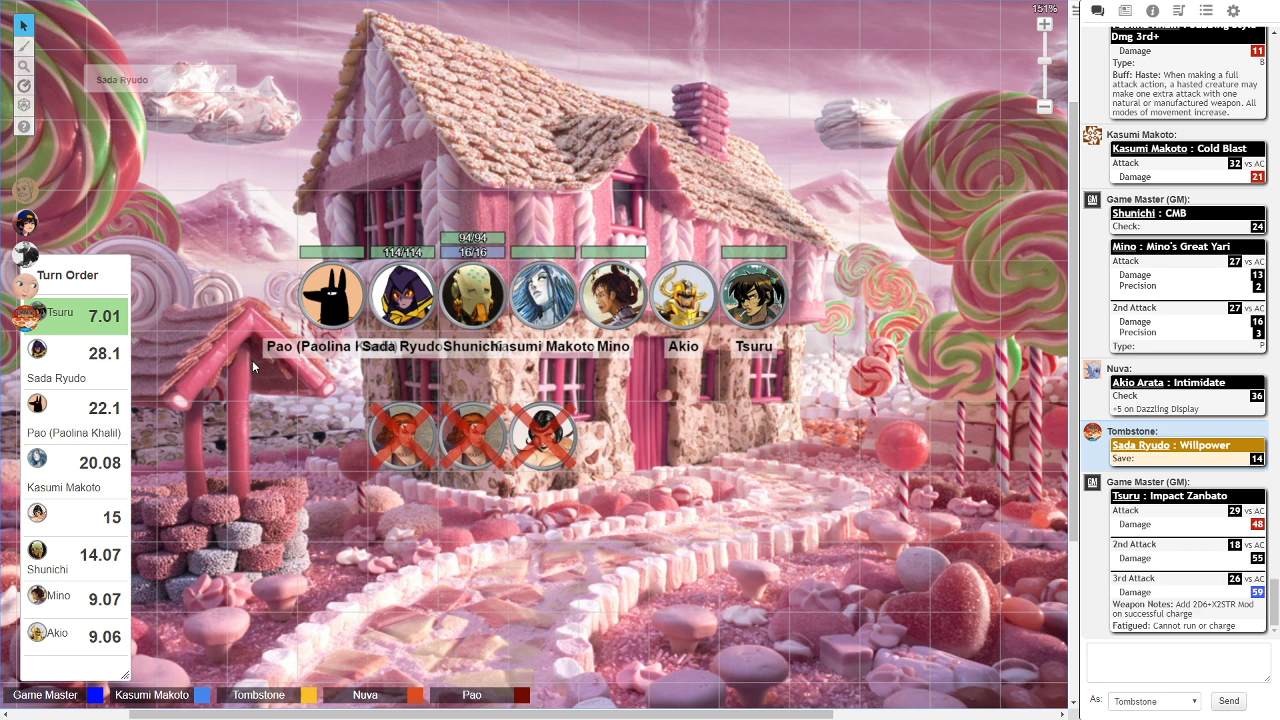 151%
Sada Ryudo
Turn Order
Tsuru 7.01
28.1
Sada Ryudo
22.1
Pao (Paolina Khalil)
20.08
Kasumi Makoto
15
14.07
Shunichi
Mino 9.07
Akio 9.06
114/114
94/94
16/16
Pao (Paolina K
Sada Ryudo
Shunichi
Kasumi Makoto
Mino
Akio
Tsuru
Game Master
Kasumi Makoto
Tombstone
Nuva
Pao
Dmg 3rd+
Damage 11
Type: B
Buff: Haste: When making a full
attack action, a hasted creature may
make one extra attack with one
natural or manufactured weapon. All
modes of movement increase.
Kasumi Makoto:
Kasumi Makoto : Cold Blast
Attack 32 vs AC
Damage 21
GM
Game Master (GM):
Shunichi : CMB
Check: 24
Mino : Mino's Great Yari
Attack 27 vs AC
Damage 13
Precision 2
2nd Attack 27 vs AC
Damage 16
Precision 3
Type: P
Nuva:
Akio Arata : Intimidate
Check 36
+5 on Dazzling Display
Tombstone:
Sada Ryudo : Willpower
Save: 14
GM
Game Master (GM):
Tsuru : Impact Zanbato
Attack 29 vs AC
Damage 48
2nd Attack 18 vs AC
Damage 55
3rd Attack 26 vs AC
Damage 59
Weapon Notes: Add 2D6+X2STR Mod
on successful charge
Fatigued: Cannot run or charge
As: Tombstone Send